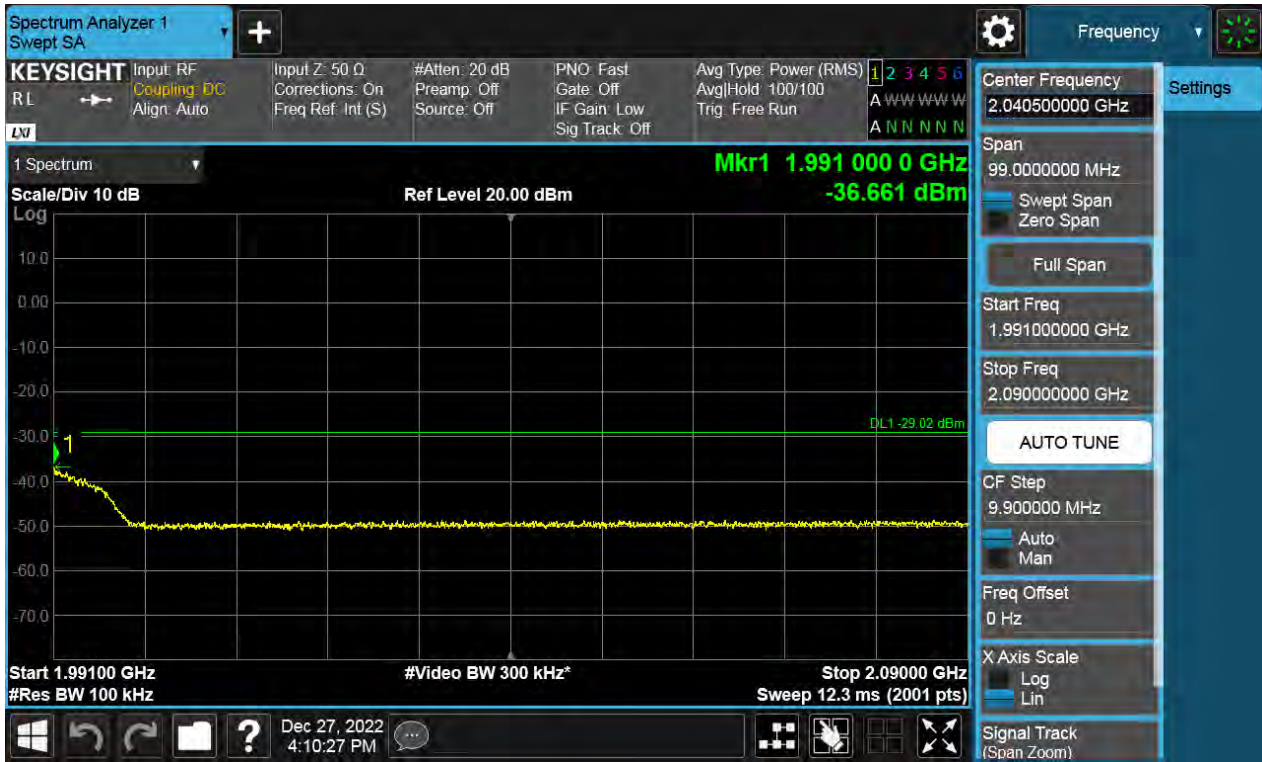 Spectrum Analyzer 1
Swept SA
+
Frequency
KEYSIGHT
RL
LXI
Input: RF
Coupling: DC
Align: Auto
Input Z: 50 Ω
Corrections: On
Freq Ref: Int (S)
#Atten: 20 dB
Preamp: Off
Source: Off
PNO: Fast
Gate: Off
IF Gain: Low
Sig Track: Off
Avg Type: Power (RMS)
Avg|Hold: 100/100
Trig: Free Run
1 2 3 4 5 6
A W W W W W
A N N N N N
1 Spectrum
Mkr1 1.991 000 0 GHz
-36.661 dBm
Scale/Div 10 dB
Ref Level 20.00 dBm
Log
10.0
0.00
-10.0
-20.0
-30.0
-40.0
-50.0
-60.0
-70.0
1
DL1 -29.02 dBm
Start 1.99100 GHz
#Video BW 300 kHz*
Stop 2.09000 GHz
#Res BW 100 kHz
Sweep 12.3 ms (2001 pts)
?
Dec 27, 2022
4:10:27 PM
Center Frequency
2.040500000 GHz
Settings
Span
99.0000000 MHz
Swept Span
Zero Span
Full Span
Start Freq
1.991000000 GHz
Stop Freq
2.090000000 GHz
AUTO TUNE
CF Step
9.900000 MHz
Auto
Man
Freq Offset
0 Hz
X Axis Scale
Log
Lin
Signal Track
(Span Zoom)